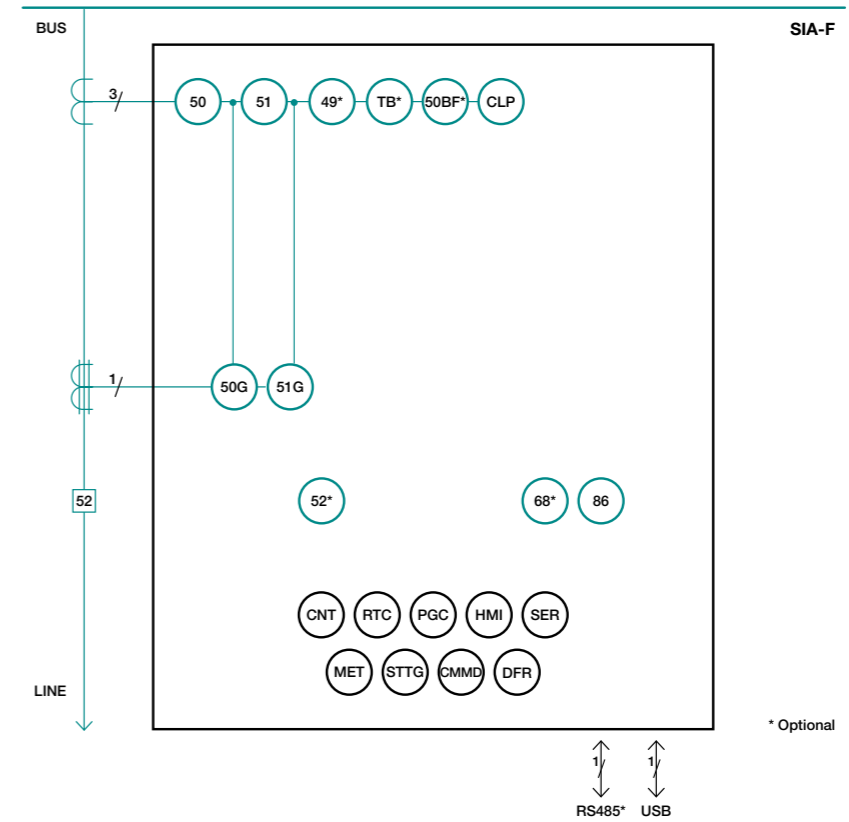 BUS
SIA-F
3
50
51
49*
TB*
50BF*
CLP
1
50G
51G
52
52*
68*
86
CNT
RTC
PGC
HMI
SER
MET
STTG
CMMD
DFR
LINE
* Optional
1
1
RS485*
USB